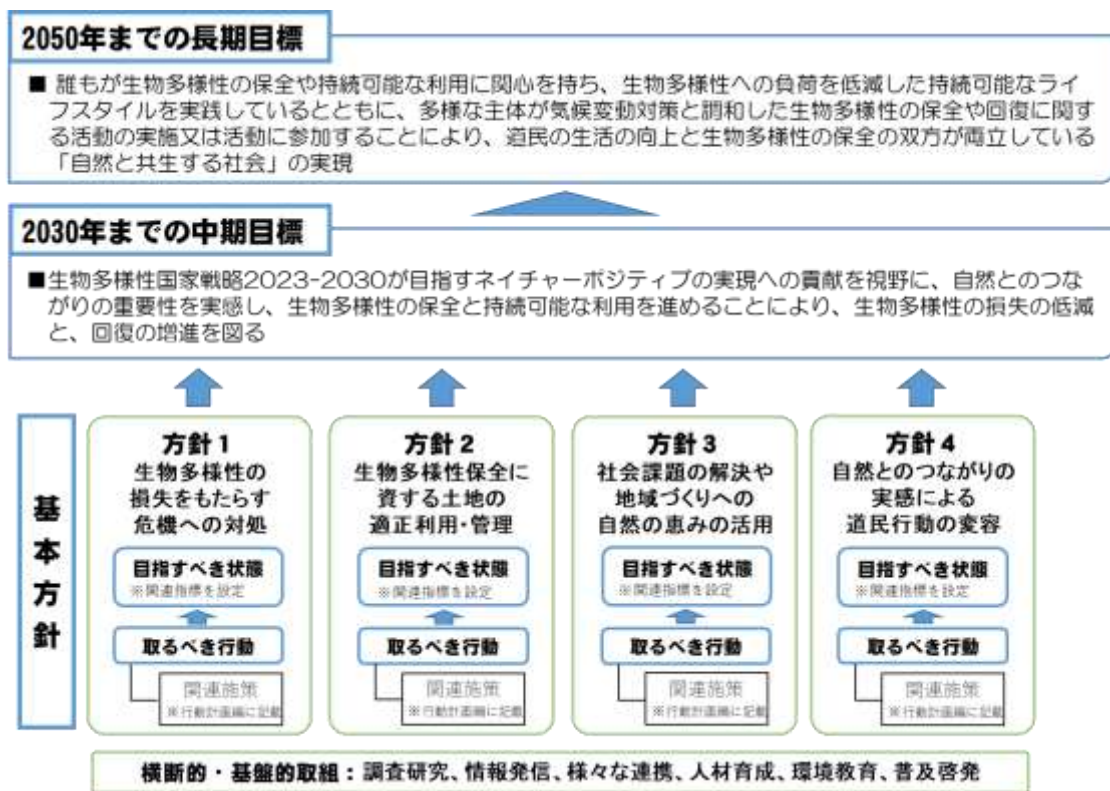 2050年までの長期目標
■ 誰もが生物多様性の保全や持続可能な利用に関心を持ち、生物多様性への負荷を低減した持続可能なライ
フスタイルを実践しているとともに、多様な主体が気候変動対策と調和した生物多様性の保全や回復に関す
る活動の実施又は活動に参加することにより、道民の生活の向上と生物多様性の保全の双方が両立している
「自然と共生する社会」の実現
2030年までの中期目標
■生物多様性国家戦略2023-2030が目指すネイチャーポジティブの実現への貢献を視野に、自然とのつな
がりの重要性を実感し、生物多様性の保全と持続可能な利用を進めることにより、生物多様性の損失の低減
と、回復の増進を図る
基本方針
方針1
生物多様性の
損失をもたらす
危機への対処
目指すべき状態
※関連指標を設定
取るべき行動
関連施策
※行動計画編に記載
方針2
生物多様性保全に
資する土地の
適正利用・管理
目指すべき状態
※関連指標を設定
取るべき行動
関連施策
※行動計画編に記載
方針3
社会課題の解決や
地域づくりへの
自然の恵みの活用
目指すべき状態
※関連指標を設定
取るべき行動
関連施策
※行動計画編に記載
方針4
自然とのつながりの
実感による
道民行動の変容
目指すべき状態
※関連指標を設定
取るべき行動
関連施策
※行動計画編に記載
横断的・基盤的取組：調査研究、情報発信、様々な連携、人材育成、環境教育、普及啓発